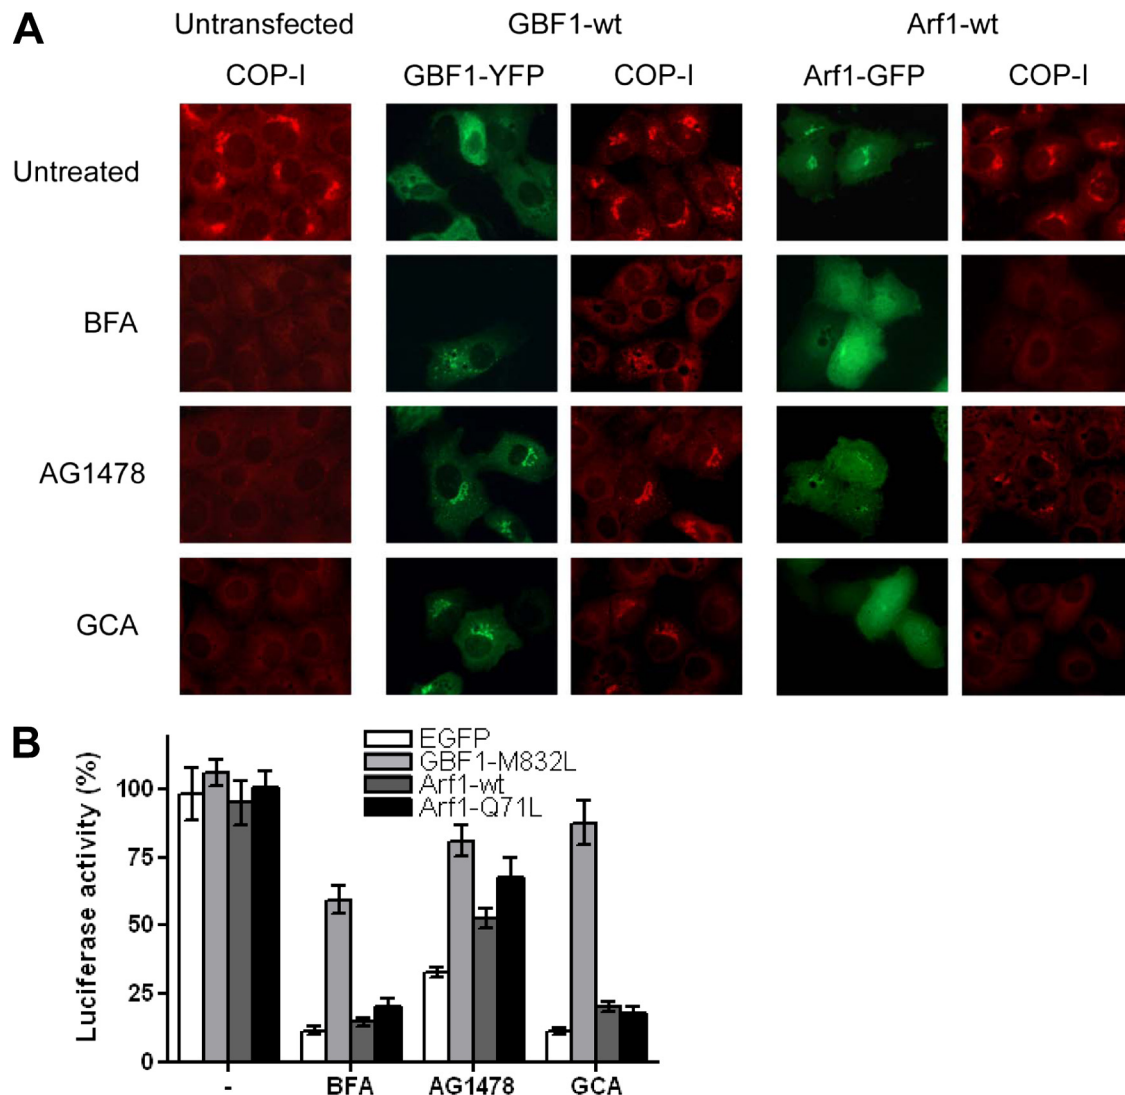 A
Untransfected GBF1-wt Arf1-wt
COP-I GBF1-YFP COP-I Arf1-GFP COP-I
Untreated
BFA
AG1478
GCA
B
EGFP
GBF1-M832L
Arf1-wt
Arf1-Q71L
Luciferase activity (%)
100
75
50
25
0
- BFA AG1478 GCA